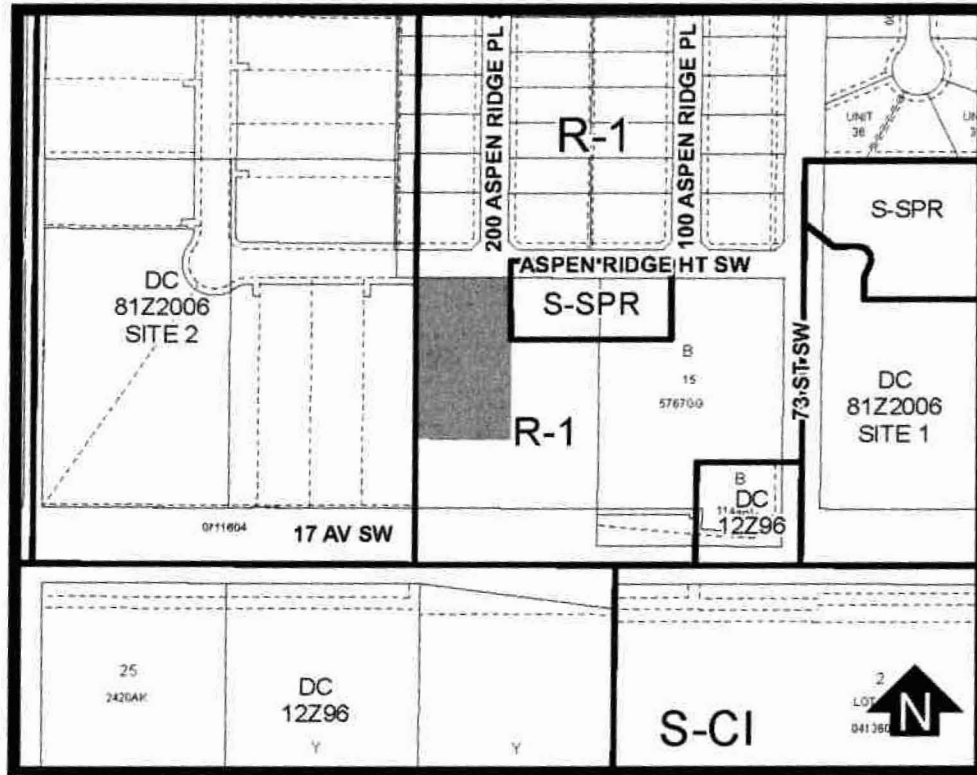 200 ASPEN RIDGE PL
100 ASPEN RIDGE PL
R-1
UNIT
36
S-SPR
ASPEN RIDGE HT SW
S-SPR
DC
81Z2006
SITE 2
B
15
5767GG
73 ST SW
DC
81Z2006
SITE 1
R-1
B
DC
12Z96
0711604
17 AV SW
25
2420AK
DC
12Z96
Y
Y
S-CI
2
LOT
N